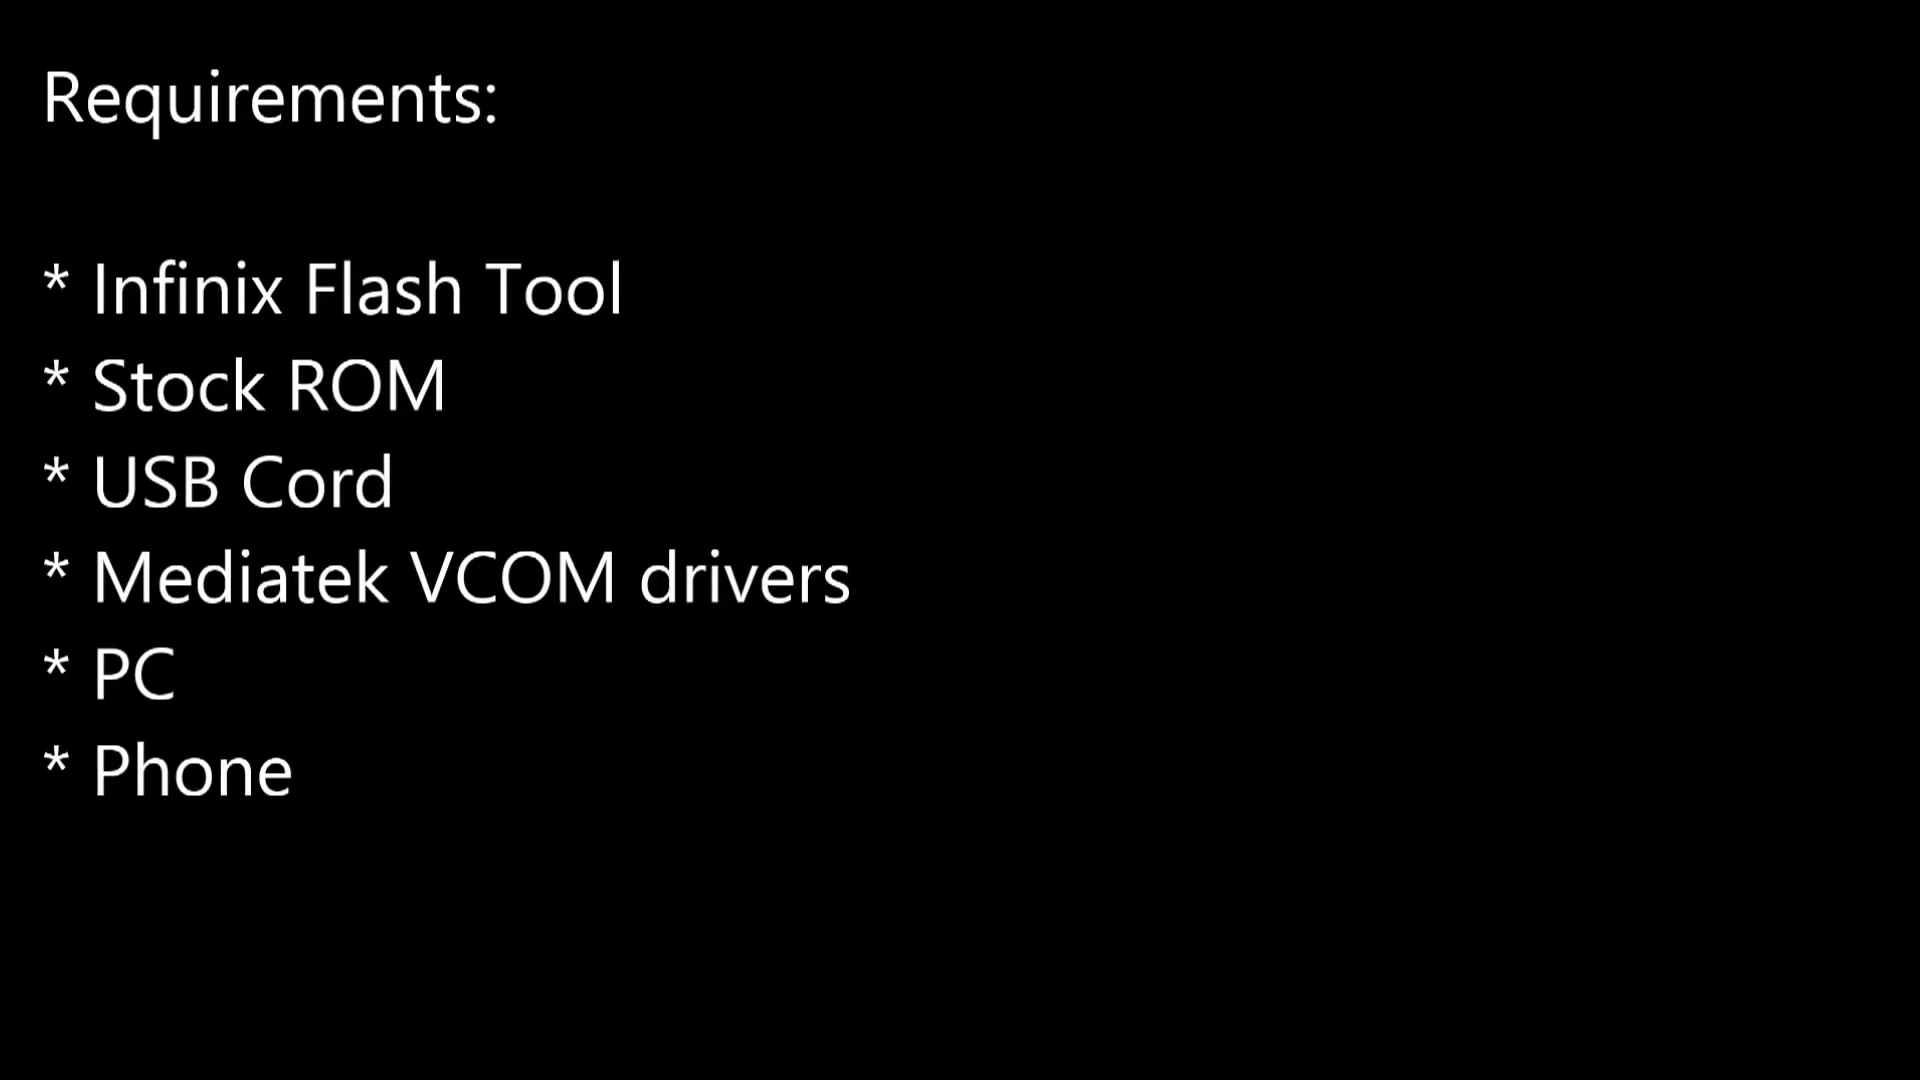 Requirements:
* Infinix Flash Tool
* Stock ROM
* USB Cord
* Mediatek VCOM drivers
* PC
* Phone